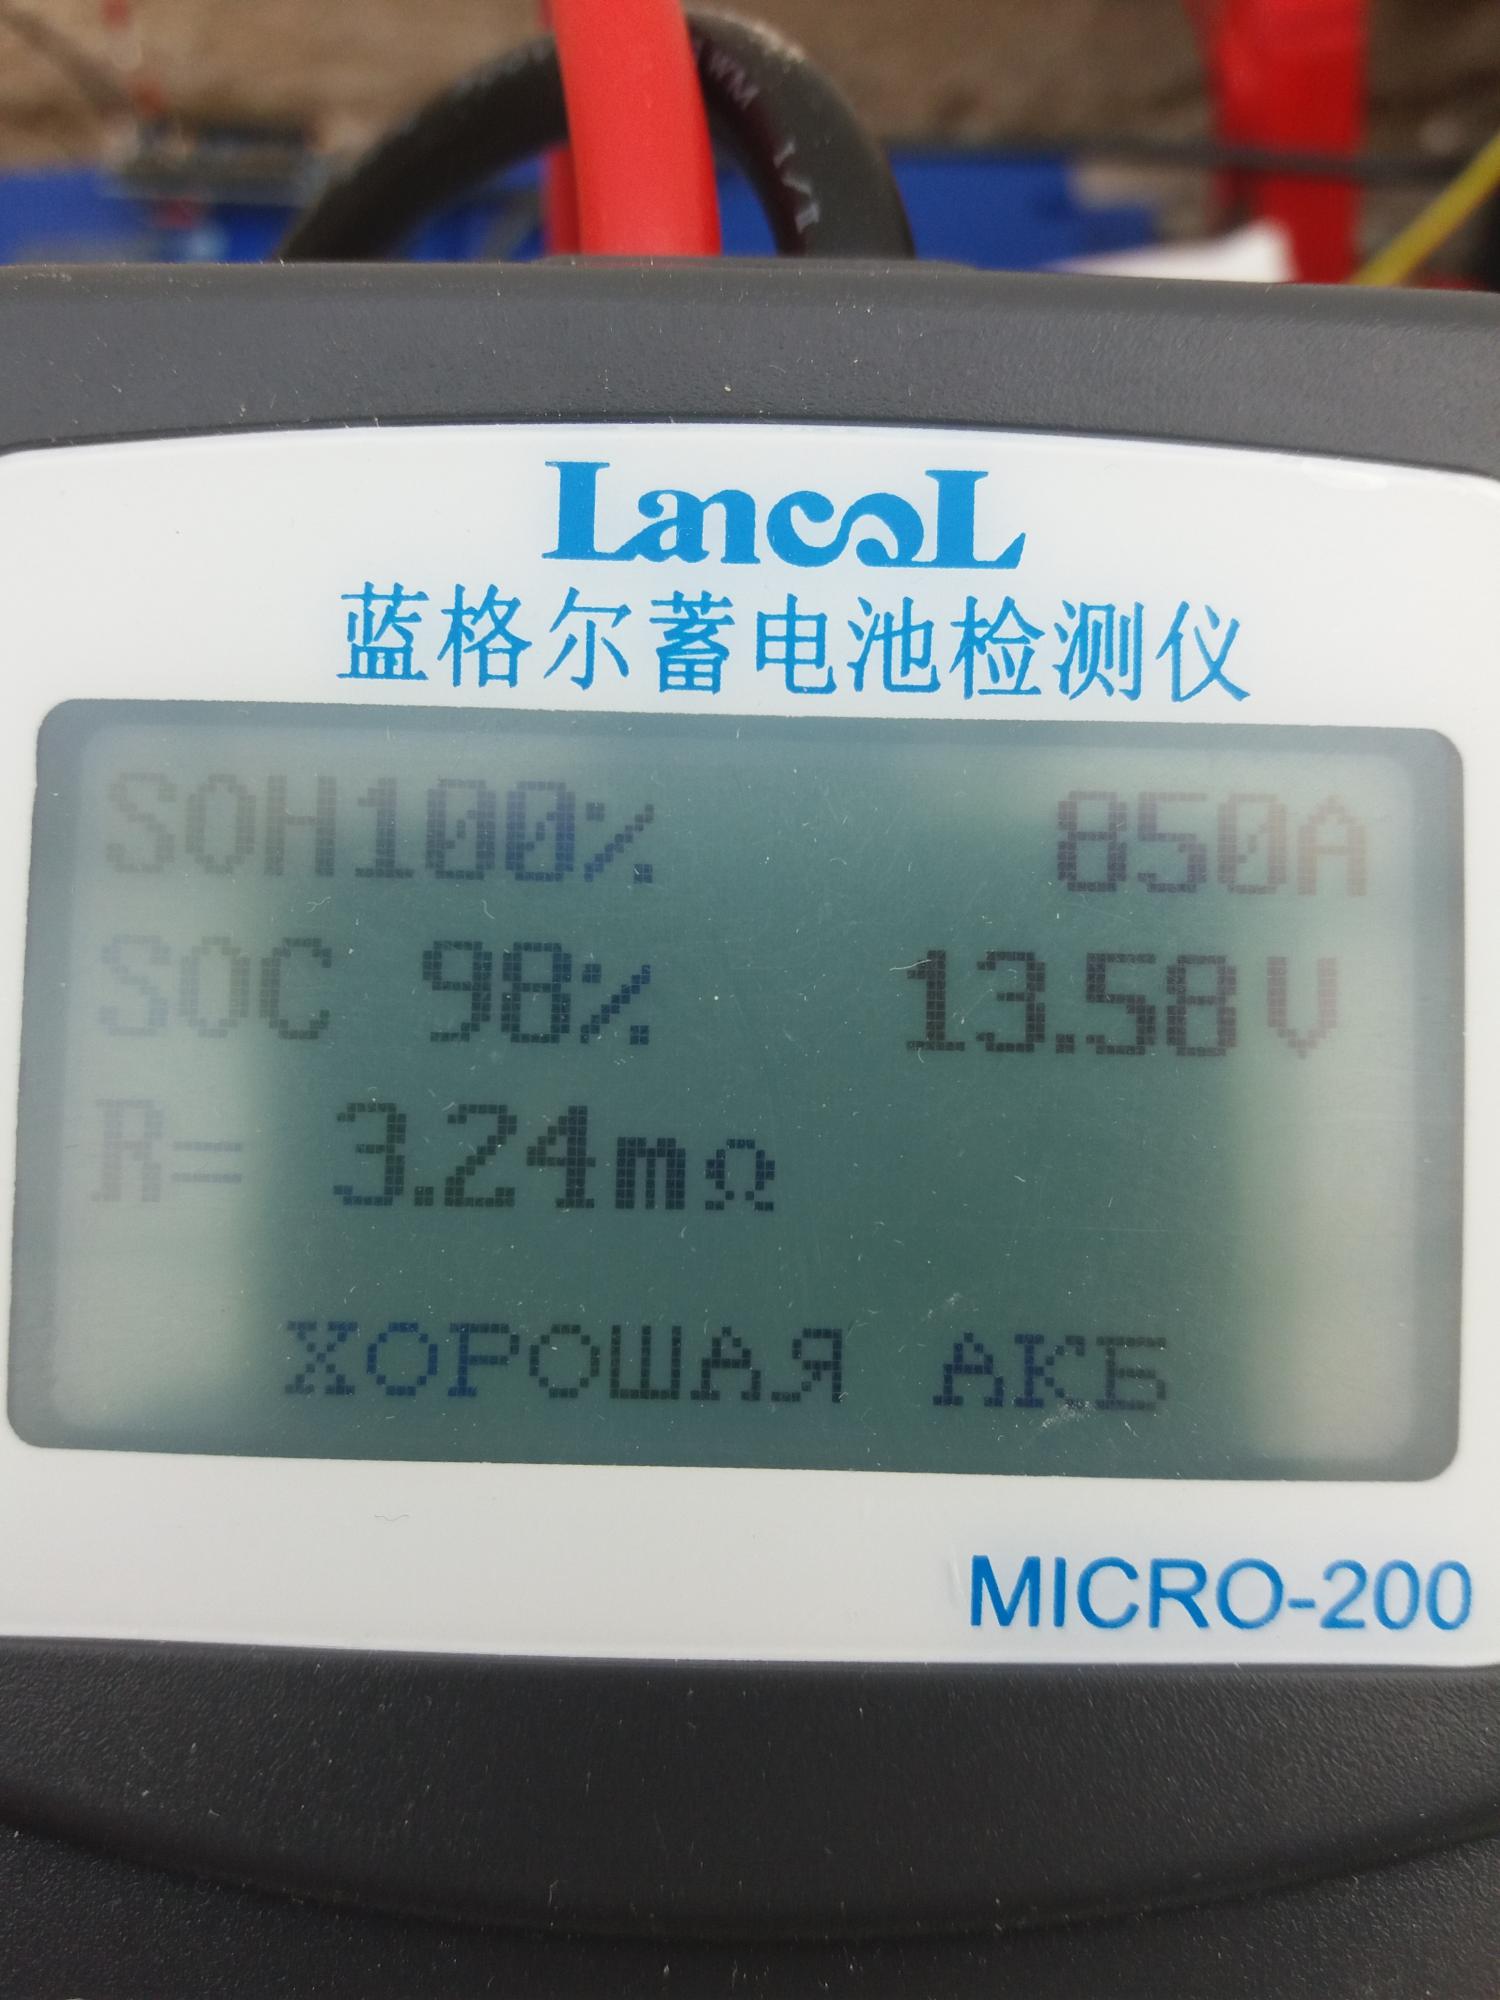 LancoL
蓝格尔蓄电池检测仪
SOH100% 850A
SOC 98% 13.58V
R= 3.24mΩ
ХОРОШАЯ АКБ
MICRO-200